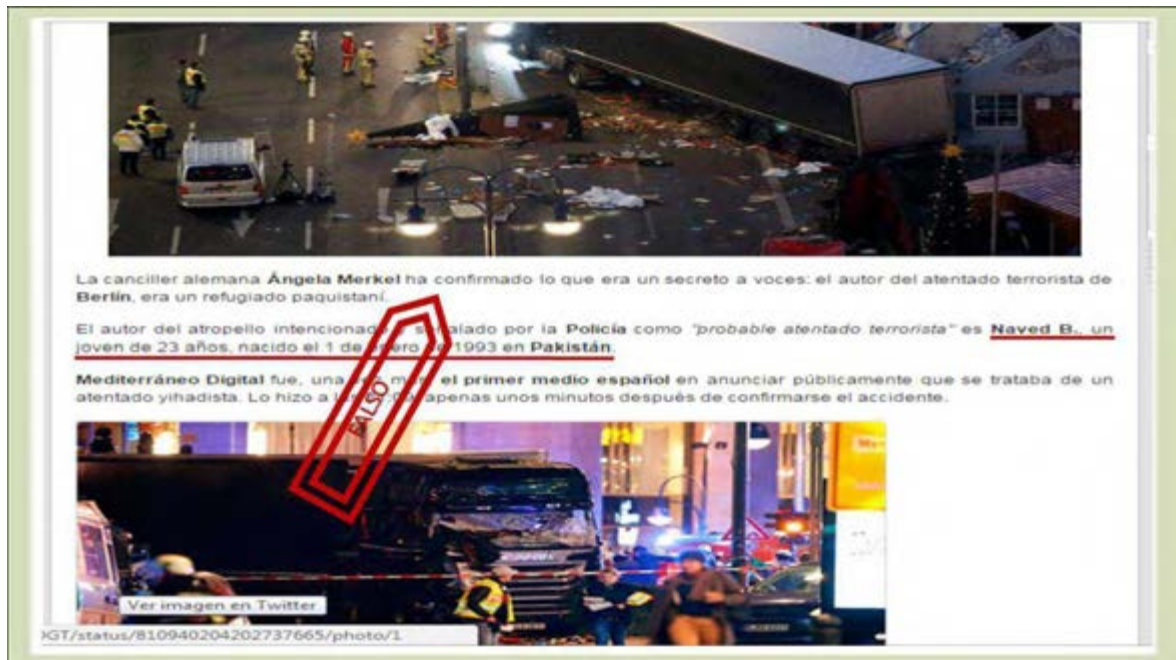 La canciller alemana Ángela Merkel ha confirmado lo que era un secreto a voces: el autor del atentado terrorista de
Berlín, era un refugiado paquistaní.
El autor del atropello intencionado señalado por la Policía como "probable atentado terrorista" es Naved B., un
joven de 23 años, nacido el 1 de enero de 1993 en Pakistán.
FALSO
Mediterráneo Digital fue, una más, el primer medio español en anunciar públicamente que se trataba de un
atentado yihadista. Lo hizo a apenas unos minutos después de confirmarse el accidente.
Ver imagen en Twitter
GT/status/810940204202737665/photo/1